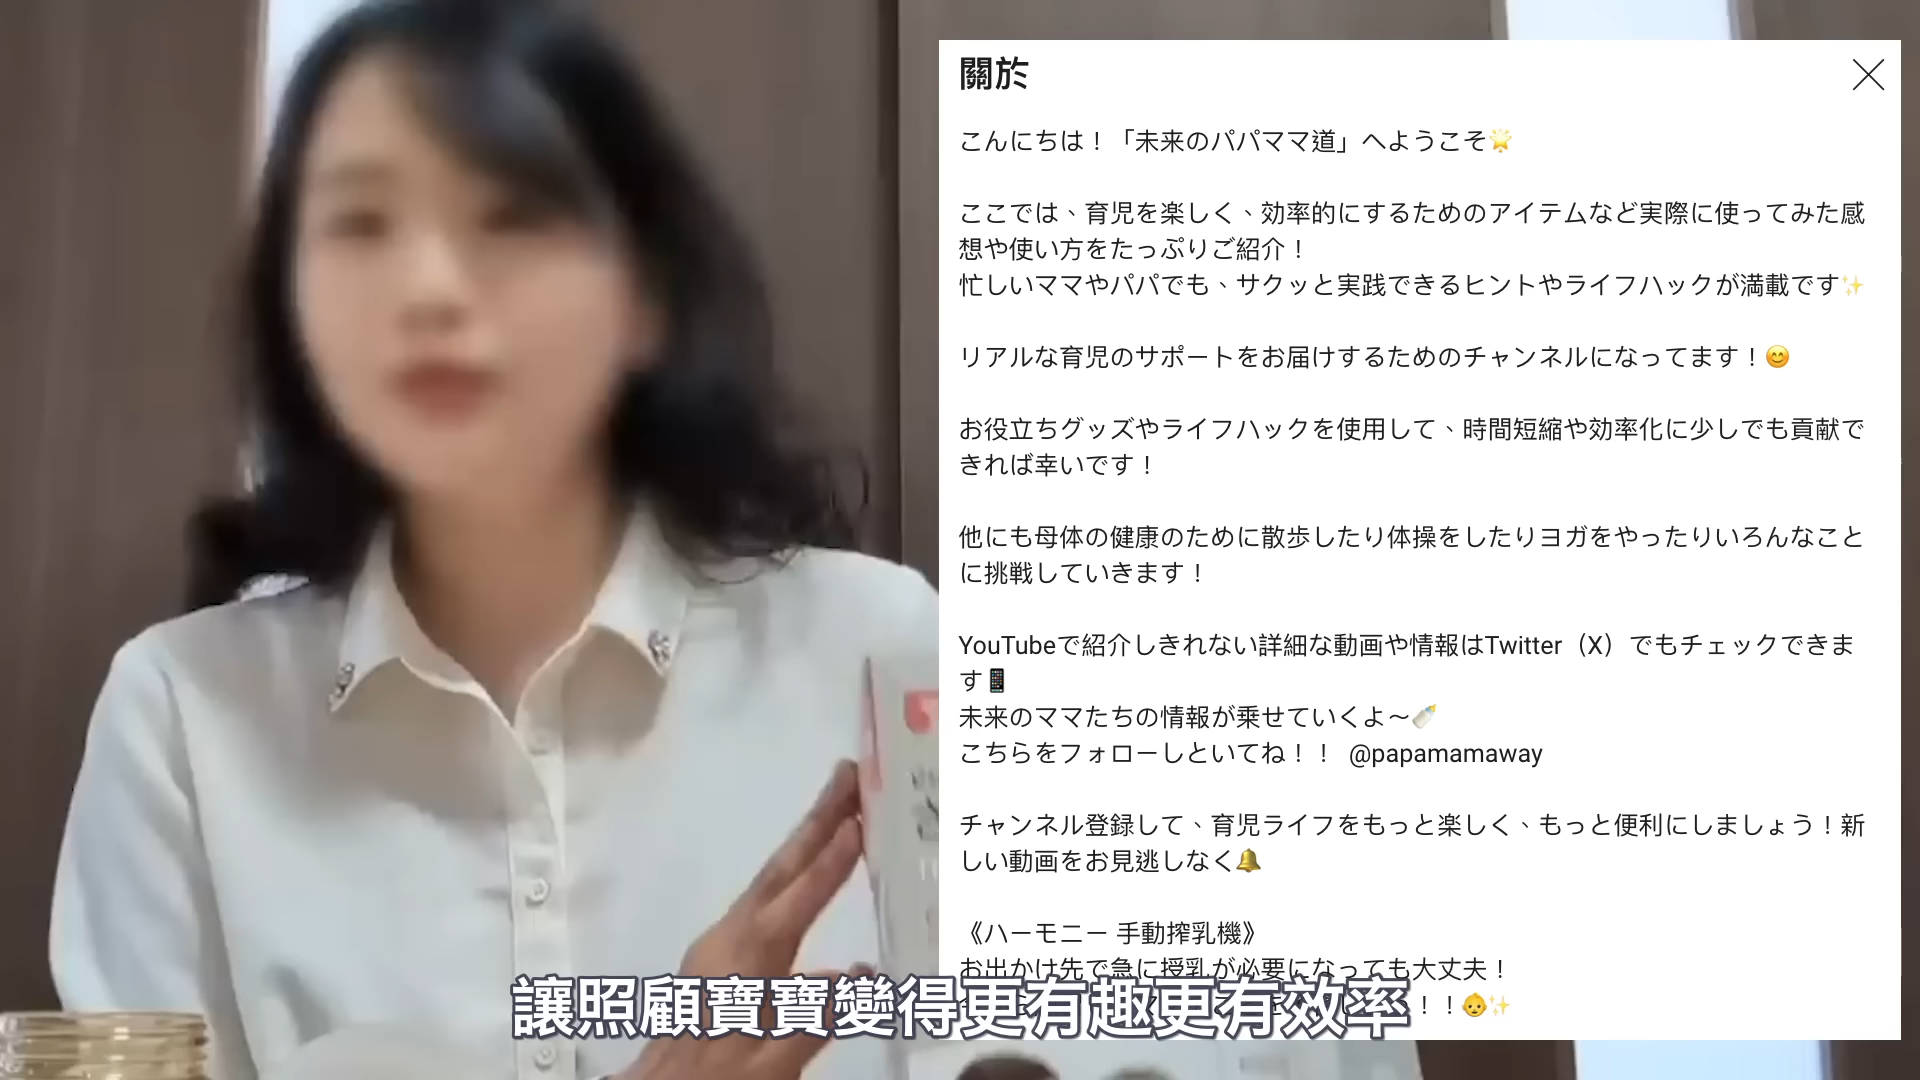 關於
こんにちは！「未来のパパママ道」へようこそ🌟
ここでは、育児を楽しく、効率的にするためのアイテムなど実際に使ってみた感
想や使い方をたっぷりご紹介！
忙しいママやパパでも、サクッと実践できるヒントやライフハックが満載です✨
リアルな育児のサポートをお届けするためのチャンネルになってます！😊
お役立ちグッズやライフハックを使用して、時間短縮や効率化に少しでも貢献で
きれば幸いです！
他にも母体の健康のために散歩したり体操をしたりヨガをやったりいろんなこと
に挑戦していきます！
YouTubeで紹介しきれない詳細な動画や情報はTwitter（X）でもチェックできま
す📱
未来のママたちの情報が乗せていくよ〜🍼
こちらをフォローしといてね！！ @papamamaway
チャンネル登録して、育児ライフをもっと楽しく、もっと便利にしましょう！新
しい動画をお見逃しなく🔔
《ハーモニー 手動搾乳機》
お出かけ先で急に授乳が必要になっても大丈夫！
！！👶✨
讓照顧寶寶變得更有趣更有效率